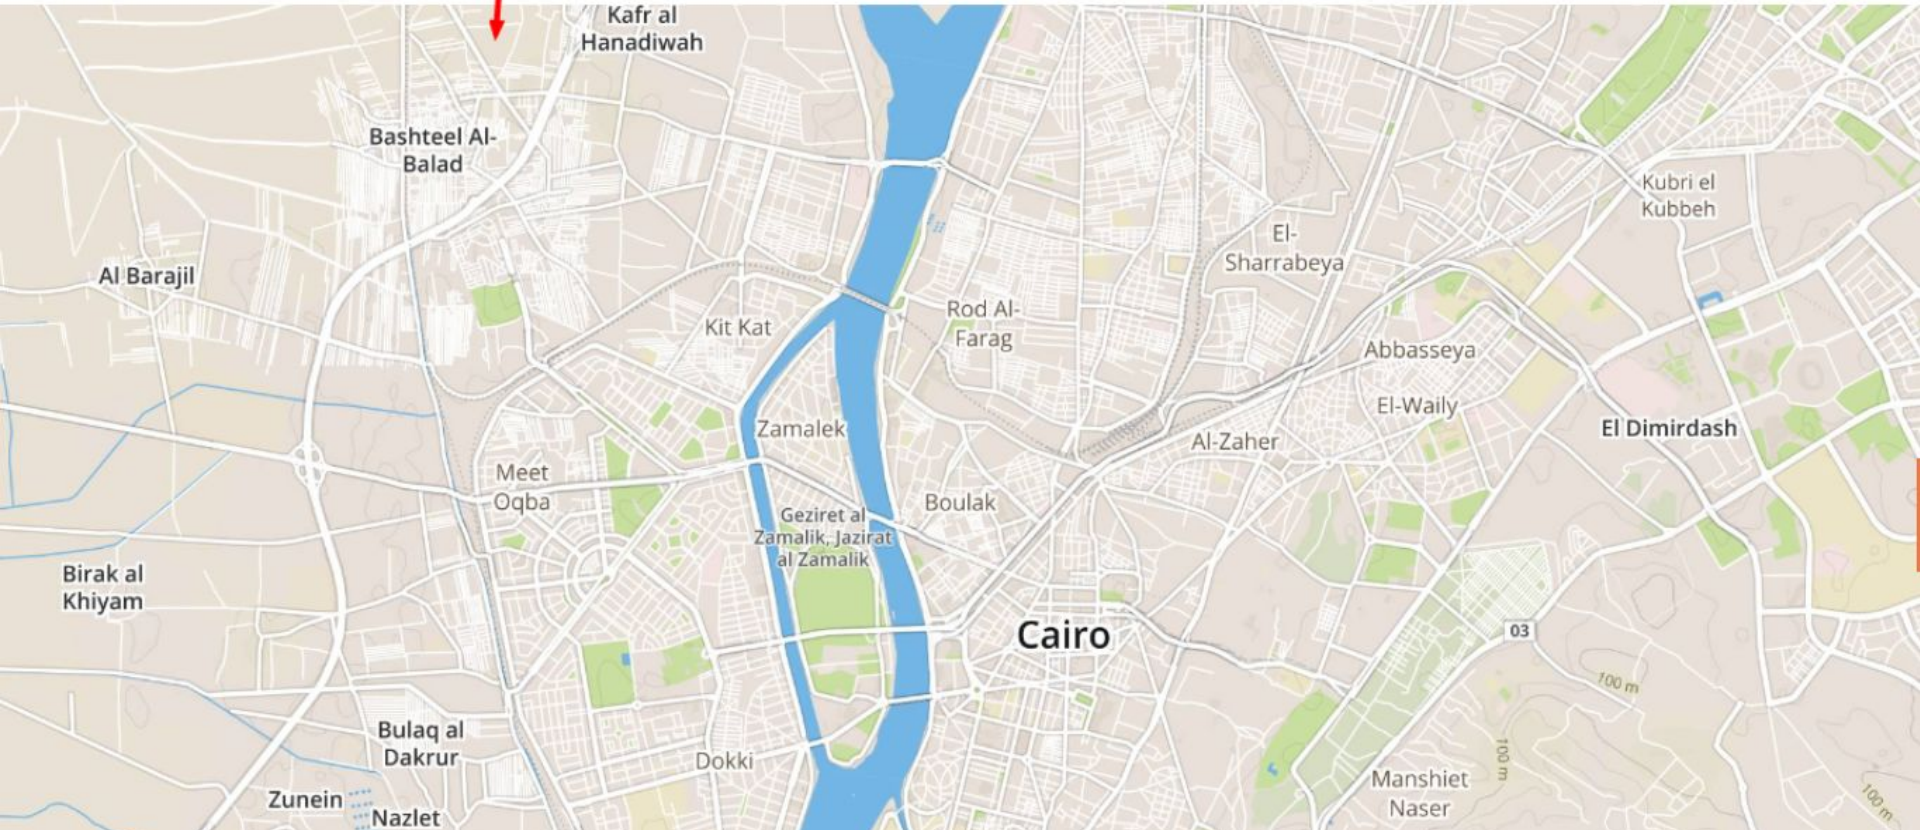 Kafr al
Hanadiwah
Bashteel Al-
Balad
Kubri el
Kubbeh
El-
Sharrabeya
Al Barajil
Rod Al-
Farag
Kit Kat
Abbasseya
El-Waily
Zamalek
El Dimirdash
Al-Zaher
Meet
Oqba
Boulak
Geziret al
Zamalik, Jazirat
al Zamalik
Birak al
Khiyam
Cairo
03
100 m
Bulaq al
Dakrur
Dokki
100 m
Manshiet
Naser
100 m
Zunein
Nazlet